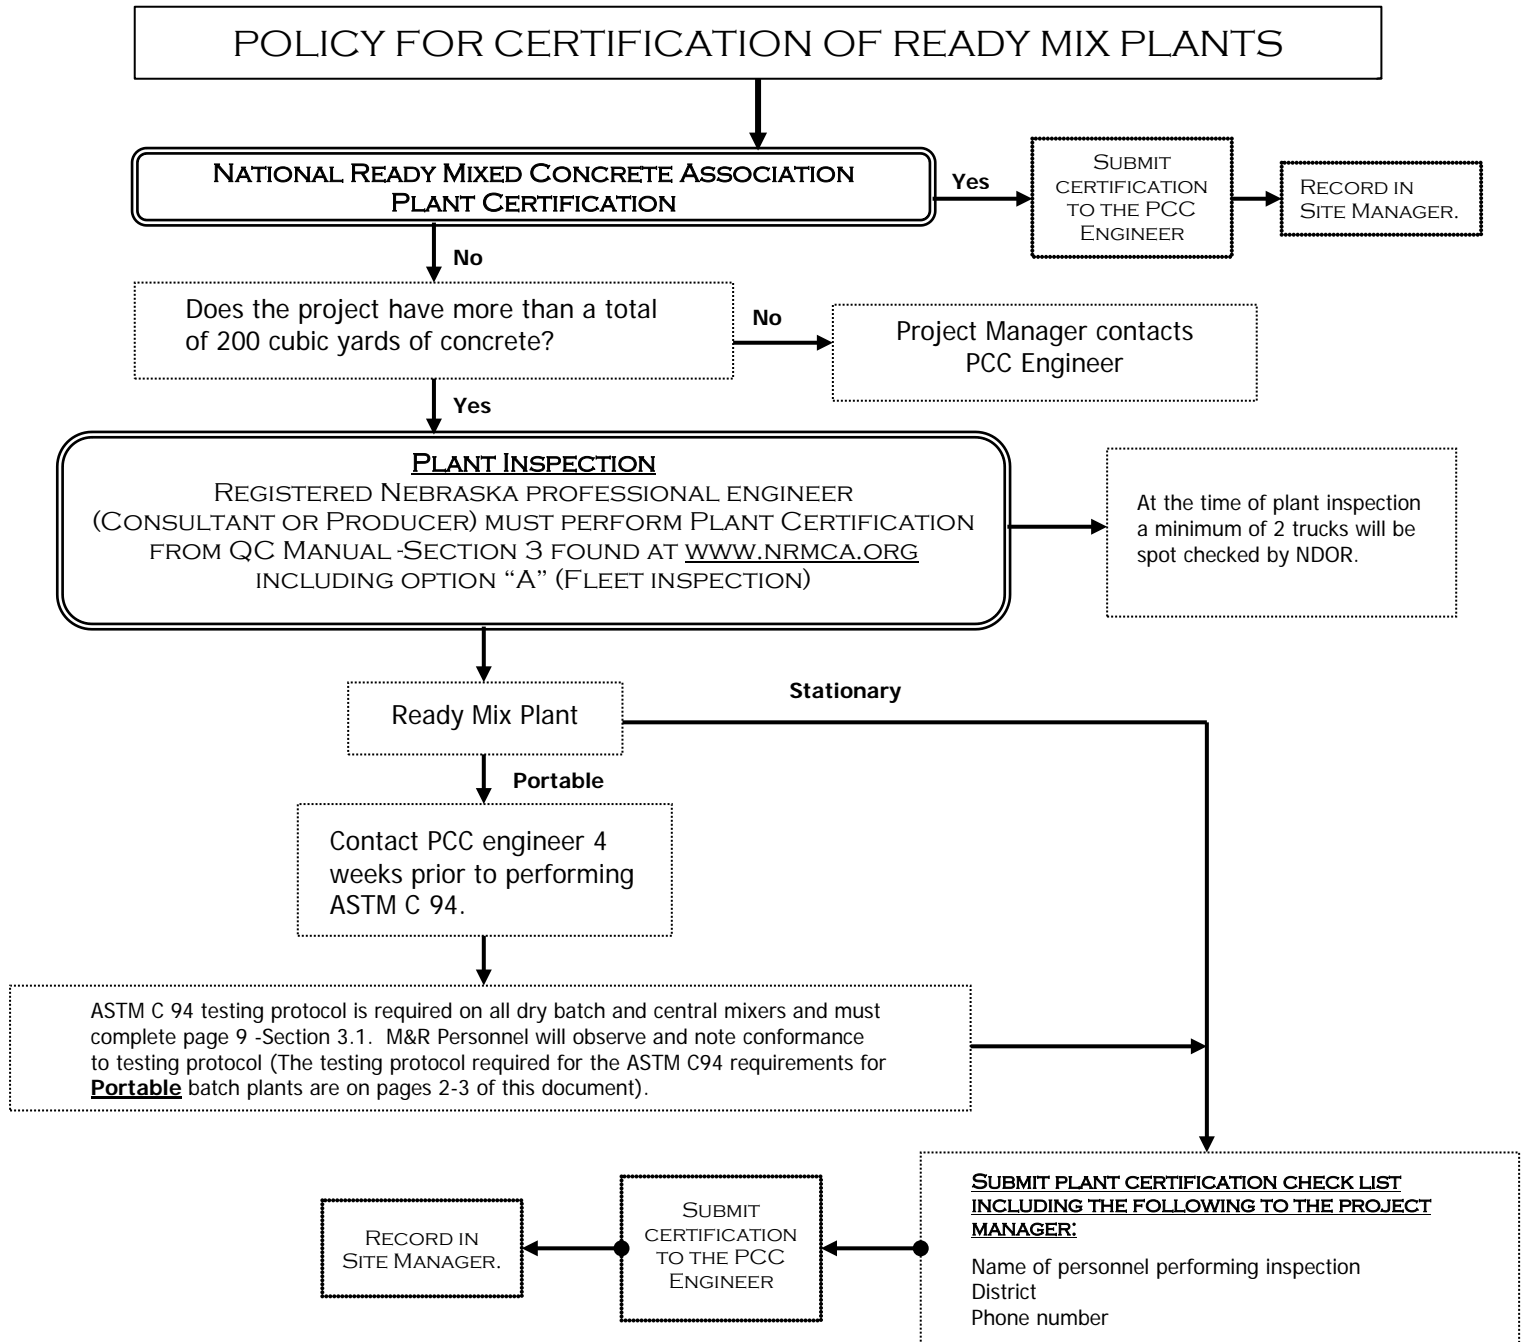 POLICY FOR CERTIFICATION OF READY MIX PLANTS
NATIONAL READY MIXED CONCRETE ASSOCIATION
PLANT CERTIFICATION
Yes
SUBMIT
CERTIFICATION
TO THE PCC
ENGINEER
RECORD IN
SITE MANAGER.
No
Does the project have more than a total
of 200 cubic yards of concrete?
No
Project Manager contacts
PCC Engineer
Yes
PLANT INSPECTION
REGISTERED NEBRASKA PROFESSIONAL ENGINEER
(CONSULTANT OR PRODUCER) MUST PERFORM PLANT CERTIFICATION
FROM QC MANUAL -SECTION 3 FOUND AT WWW.NRMCA.ORG
INCLUDING OPTION “A” (FLEET INSPECTION)
At the time of plant inspection
a minimum of 2 trucks will be
spot checked by NDOR.
Ready Mix Plant
Stationary
Portable
Contact PCC engineer 4
weeks prior to performing
ASTM C 94.
ASTM C 94 testing protocol is required on all dry batch and central mixers and must
complete page 9 -Section 3.1.  M&R Personnel will observe and note conformance
to testing protocol (The testing protocol required for the ASTM C94 requirements for
Portable batch plants are on pages 2-3 of this document).
SUBMIT PLANT CERTIFICATION CHECK LIST
INCLUDING THE FOLLOWING TO THE PROJECT
MANAGER:
Name of personnel performing inspection
District
Phone number
SUBMIT
CERTIFICATION
TO THE PCC
ENGINEER
RECORD IN
SITE MANAGER.